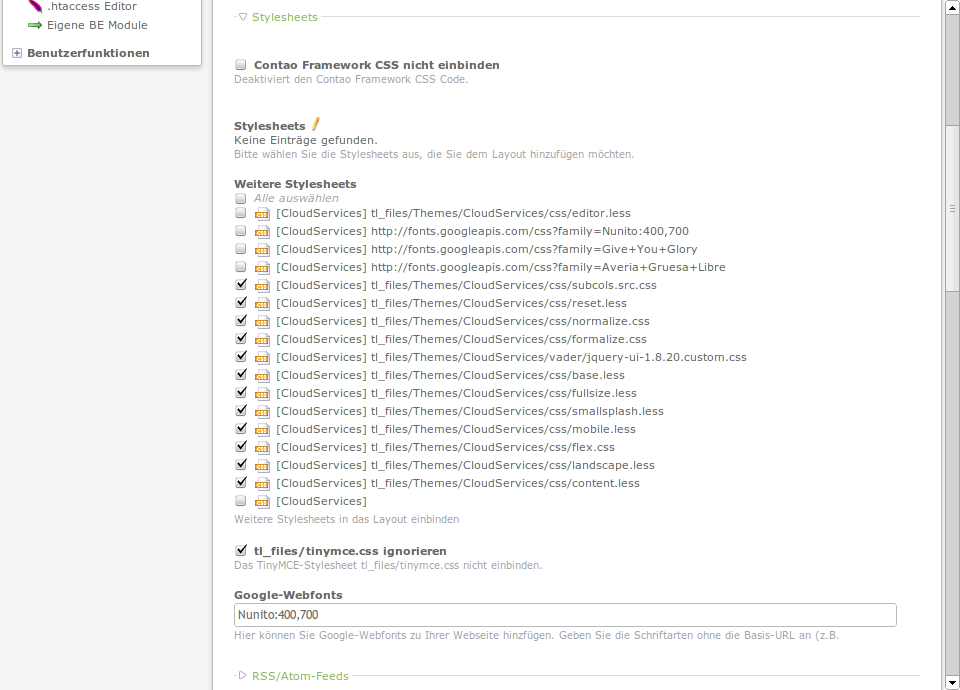 .htaccess Editor
Eigene BE Module
Benutzerfunktionen
Stylesheets
Contao Framework CSS nicht einbinden
Deaktiviert den Contao Framework CSS Code.
Stylesheets
Keine Einträge gefunden.
Bitte wählen Sie die Stylesheets aus, die Sie dem Layout hinzufügen möchten.
Weitere Stylesheets
Alle auswählen
[CloudServices] tl_files/Themes/CloudServices/css/editor.less
[CloudServices] http://fonts.googleapis.com/css?family=Nunito:400,700
[CloudServices] http://fonts.googleapis.com/css?family=Give+You+Glory
[CloudServices] http://fonts.googleapis.com/css?family=Averia+Gruesa+Libre
[CloudServices] tl_files/Themes/CloudServices/css/subcols.src.css
[CloudServices] tl_files/Themes/CloudServices/css/reset.less
[CloudServices] tl_files/Themes/CloudServices/css/normalize.css
[CloudServices] tl_files/Themes/CloudServices/css/formalize.css
[CloudServices] tl_files/Themes/CloudServices/vader/jquery-ui-1.8.20.custom.css
[CloudServices] tl_files/Themes/CloudServices/css/base.less
[CloudServices] tl_files/Themes/CloudServices/css/fullsize.less
[CloudServices] tl_files/Themes/CloudServices/css/smallsplash.less
[CloudServices] tl_files/Themes/CloudServices/css/mobile.less
[CloudServices] tl_files/Themes/CloudServices/css/flex.css
[CloudServices] tl_files/Themes/CloudServices/css/landscape.less
[CloudServices] tl_files/Themes/CloudServices/css/content.less
[CloudServices]
Weitere Stylesheets in das Layout einbinden
tl_files/tinymce.css ignorieren
Das TinyMCE-Stylesheet tl_files/tinymce.css nicht einbinden.
Google-Webfonts
Nunito:400,700
Hier können Sie Google-Webfonts zu Ihrer Webseite hinzufügen. Geben Sie die Schriftarten ohne die Basis-URL an (z.B.
RSS/Atom-Feeds